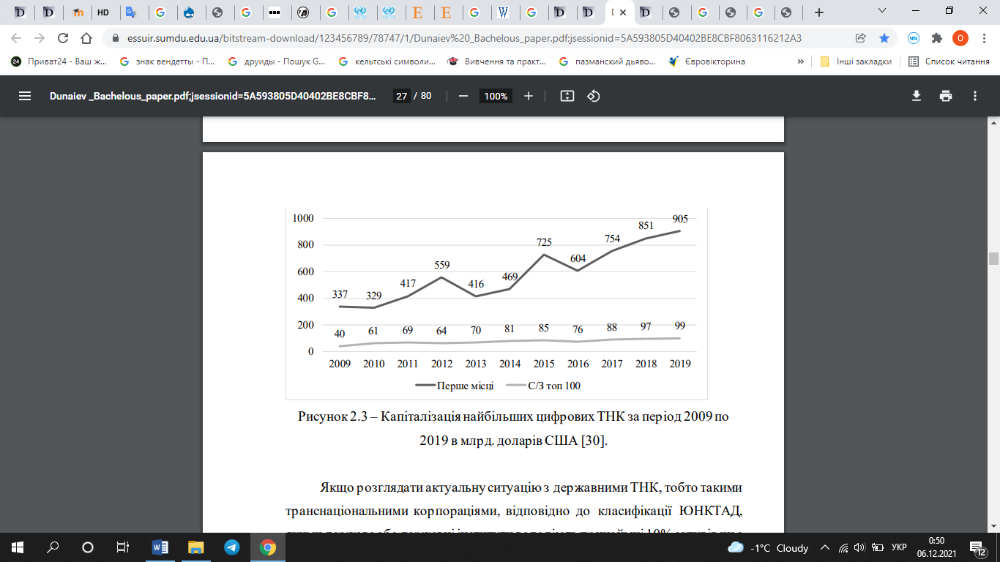 HD
essuir.sumdu.edu.ua/bitstream-download/123456789/78747/1/Dunaiev%20_Bachelous_paper.pdf;jsessionid=5A593805D40402BE8CBF8063116212A3
О
24 Приват24 - Ваш ж...
знак вендетты - П...
друиды - Пошук G...
кельтські символи...
Вивчення та практ...
пазманский дьяво...
Євровікторина
»
Інші закладки
Список читання
Dunaiev _Bachelous_paper.pdf;jsessionid=5A593805D40402BE8CBF8...
27 / 80
100%
1000
800
600
400
200
0
337 329 417 559 416 469 725 604 754 851 905
40 61 69 64 70 81 85 76 88 97 99
2009 2010 2011 2012 2013 2014 2015 2016 2017 2018 2019
Перше місці С/З топ 100
Рисунок 2.3 – Капіталізація найбільших цифрових ТНК за період 2009 по
2019 в млрд. доларів США [30].
Якщо розглядати актуальну ситуацію з державними ТНК, тобто такими
транснаціональними корпораціями, відповідно до класифікації ЮНКТАД,
-1°C Cloudy
УКР
0:50
06.12.2021
12